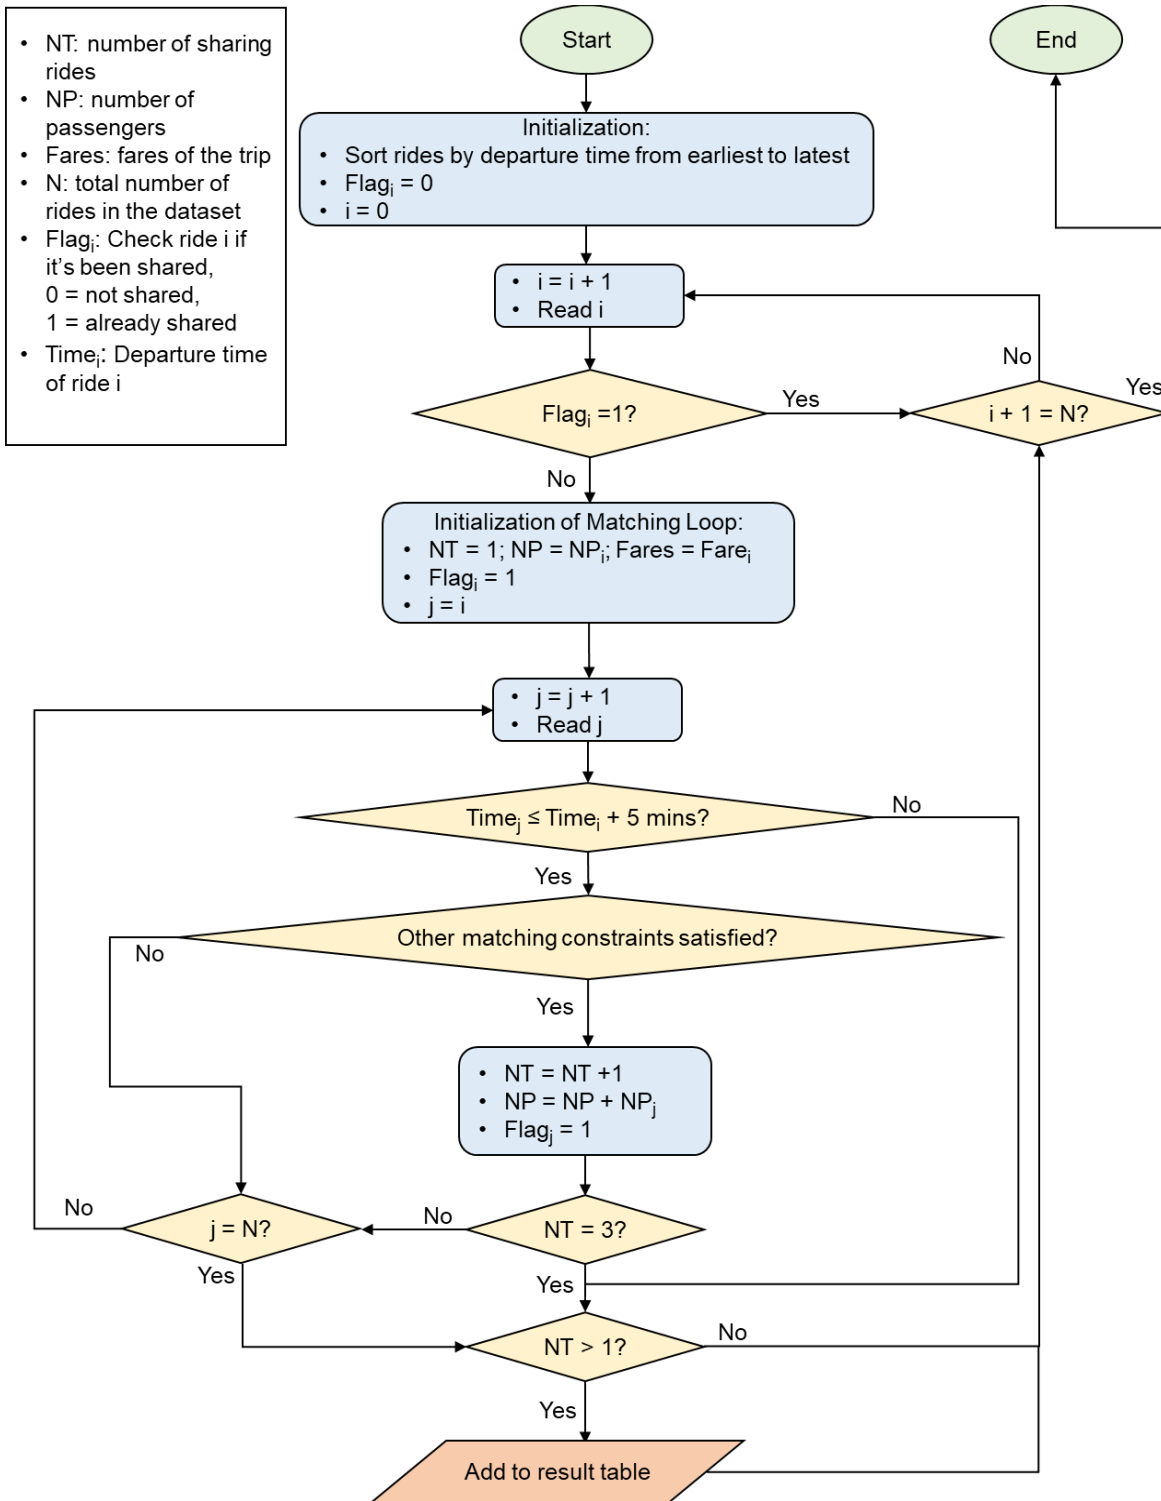 • NT: number of sharing
rides
• NP: number of
passengers
• Fares: fares of the trip
• N: total number of
rides in the dataset
• Flagᵢ: Check ride i if
it's been shared,
0 = not shared,
1 = already shared
• Timeᵢ: Departure time
of ride i
Start
End
Initialization:
• Sort rides by departure time from earliest to latest
• Flagᵢ = 0
• i = 0
• i = i + 1
• Read i
Flagᵢ =1?
Yes
No
i + 1 = N?
No
Yes
Initialization of Matching Loop:
• NT = 1; NP = NPᵢ; Fares = Fareᵢ
• Flagᵢ = 1
• j = i
• j = j + 1
• Read j
Timeⱼ ≤ Timeᵢ + 5 mins?
No
Yes
Other matching constraints satisfied?
No
Yes
• NT = NT +1
• NP = NP + NPⱼ
• Flagⱼ = 1
NT = 3?
No
Yes
j = N?
No
Yes
NT > 1?
No
Yes
Add to result table